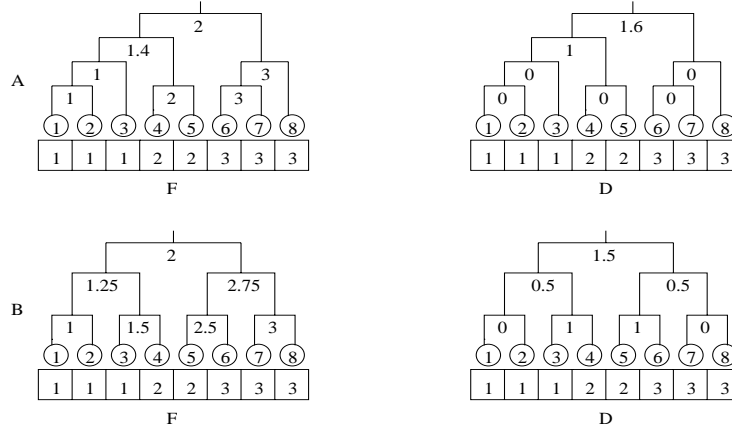 2 1.6
1.4 1
1 3 0 0
A
1 2 3 0 0 0
1 2 3 4 5 6 7 8 1 2 3 4 5 6 7 8
1 1 1 2 2 3 3 3 1 1 1 2 2 3 3 3
F D
2 1.5
1.25 2.75 0.5 0.5
B
1 1.5 2.5 3 0 1 1 0
1 2 3 4 5 6 7 8 1 2 3 4 5 6 7 8
1 1 1 2 2 3 3 3 1 1 1 2 2 3 3 3
F D